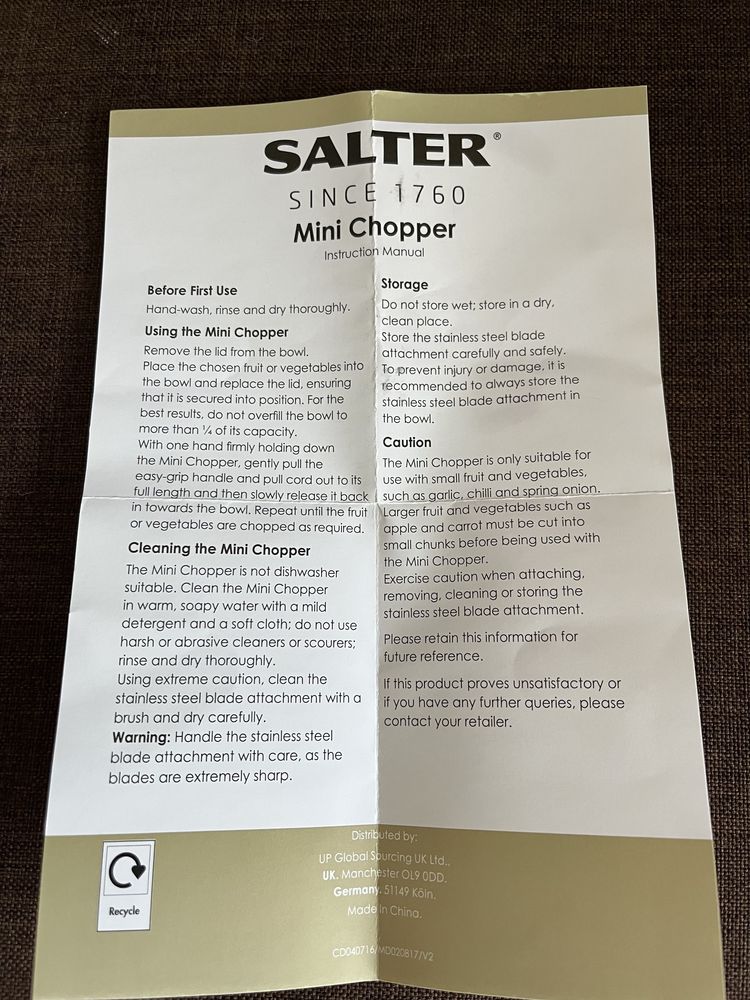 SALTER®
SINCE 1760
Mini Chopper
Instruction Manual
Before First Use
Hand-wash, rinse and dry thoroughly.
Using the Mini Chopper
Remove the lid from the bowl.
Place the chosen fruit or vegetables into
the bowl and replace the lid, ensuring
that it is secured into position. For the
best results, do not overfill the bowl to
more than ¼ of its capacity.
With one hand firmly holding down
the Mini Chopper, gently pull the
easy-grip handle and pull cord out to its
full length and then slowly release it back
in towards the bowl. Repeat until the fruit
or vegetables are chopped as required.
Cleaning the Mini Chopper
The Mini Chopper is not dishwasher
suitable. Clean the Mini Chopper
in warm, soapy water with a mild
detergent and a soft cloth; do not use
harsh or abrasive cleaners or scourers;
rinse and dry thoroughly.
Using extreme caution, clean the
stainless steel blade attachment with a
brush and dry carefully.
Warning: Handle the stainless steel
blade attachment with care, as the
blades are extremely sharp.
Storage
Do not store wet; store in a dry,
clean place.
Store the stainless steel blade
attachment carefully and safely.
To prevent injury or damage, it is
recommended to always store the
stainless steel blade attachment in
the bowl.
Caution
The Mini Chopper is only suitable for
use with small fruit and vegetables,
such as garlic, chilli and spring onion.
Larger fruit and vegetables such as
apple and carrot must be cut into
small chunks before being used with
the Mini Chopper.
Exercise caution when attaching,
removing, cleaning or storing the
stainless steel blade attachment.
Please retain this information for
future reference.
If this product proves unsatisfactory or
if you have any further queries, please
contact your retailer.
Recycle
Distributed by:
UP Global Sourcing UK Ltd.,
UK. Manchester OL9 0DD.
Germany. 51149 Köln.
Made In China.
CD040716/MD020817/V2